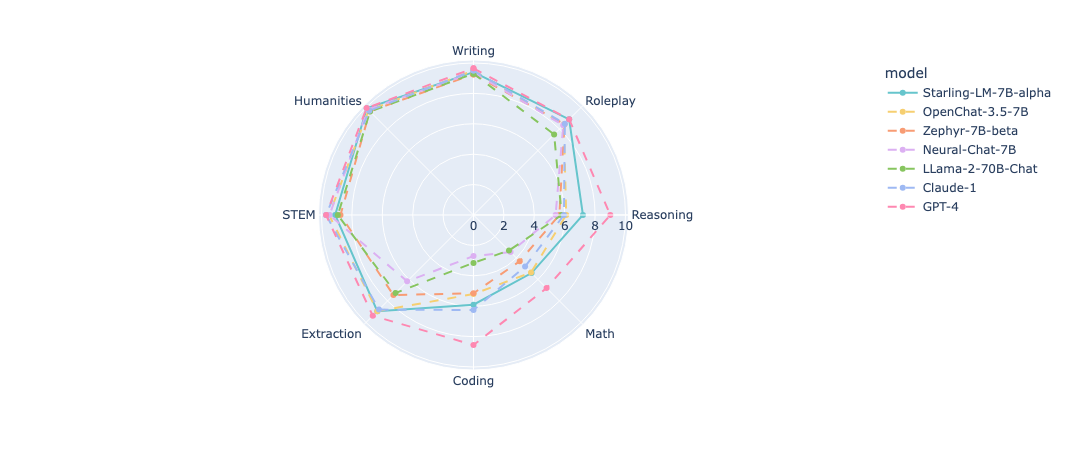 Writing
Humanities
Roleplay
STEM
0 2 4 6 8 10
Reasoning
Extraction
Math
Coding
model
Starling-LM-7B-alpha
OpenChat-3.5-7B
Zephyr-7B-beta
Neural-Chat-7B
LLama-2-70B-Chat
Claude-1
GPT-4